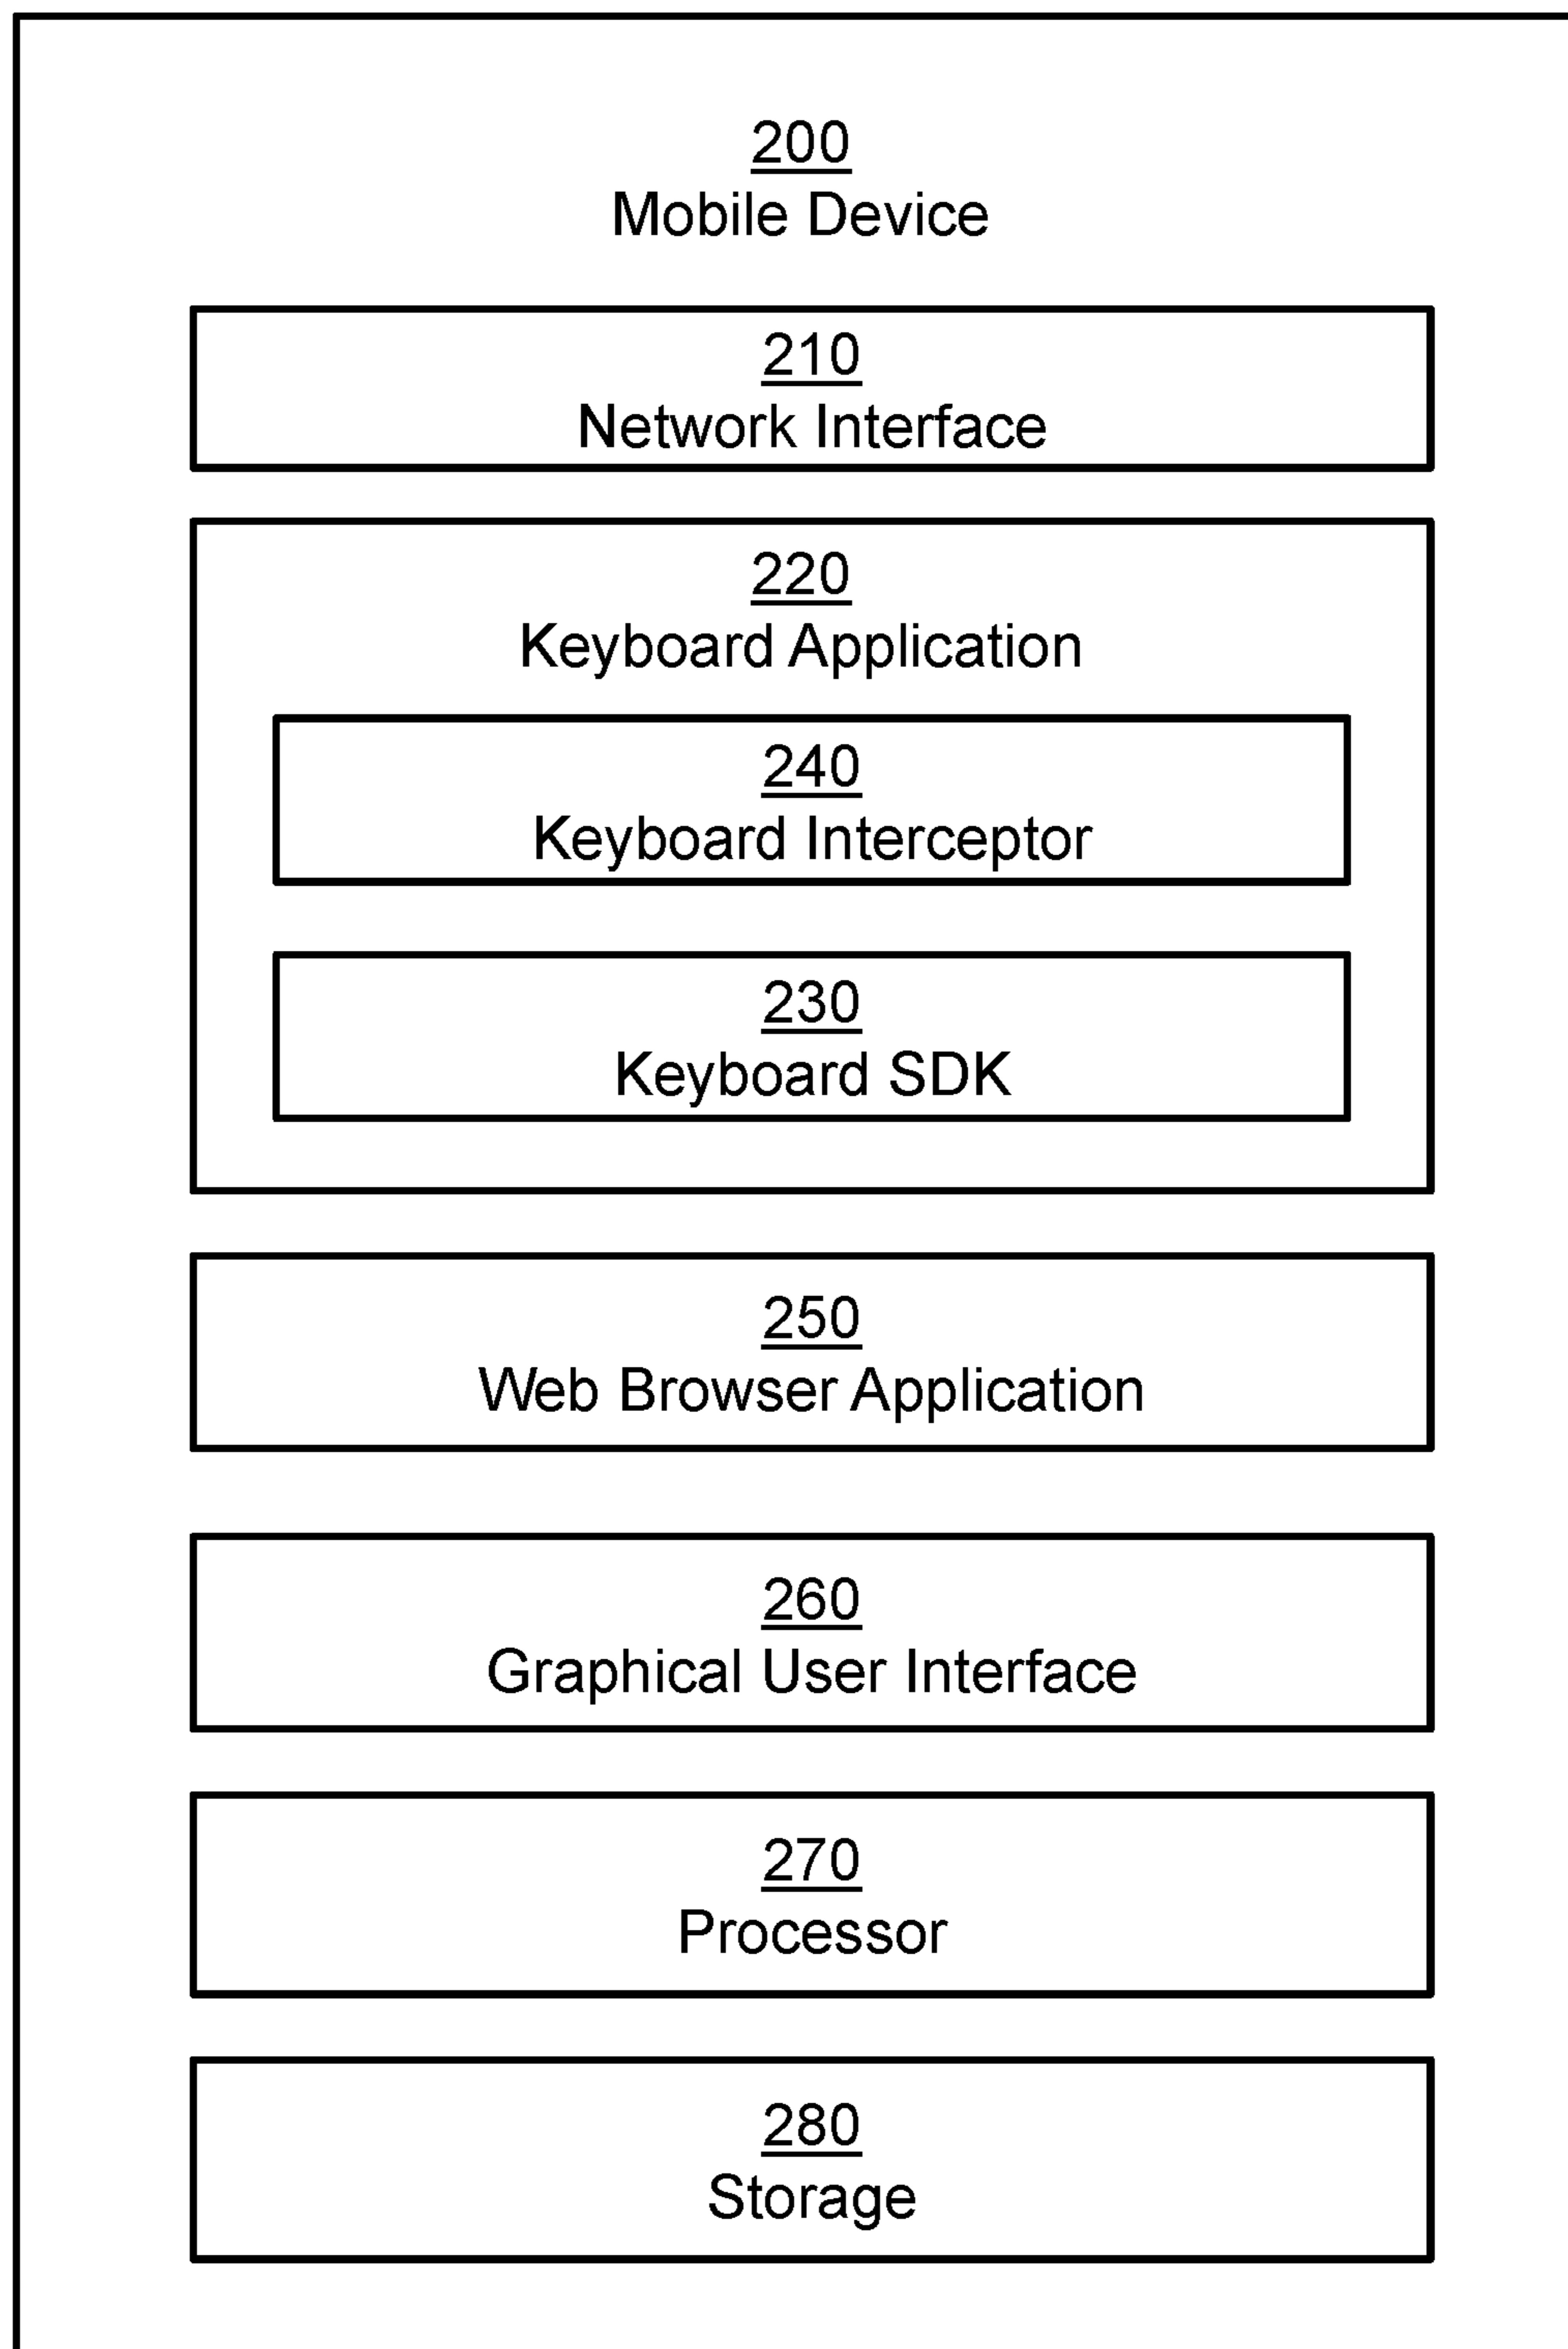 200
Mobile Device
210
Network Interface
220
Keyboard Application
240
Keyboard Interceptor
230
Keyboard SDK
250
Web Browser Application
260
Graphical User Interface
270
Processor
280
Storage